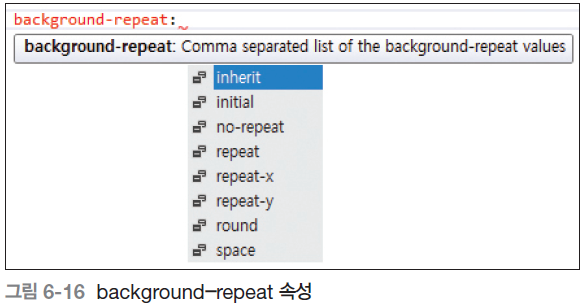 background-repeat:
background-repeat: Comma separated list of the background-repeat values
inherit
initial
no-repeat
repeat
repeat-x
repeat-y
round
space
그림 6-16 background-repeat 속성